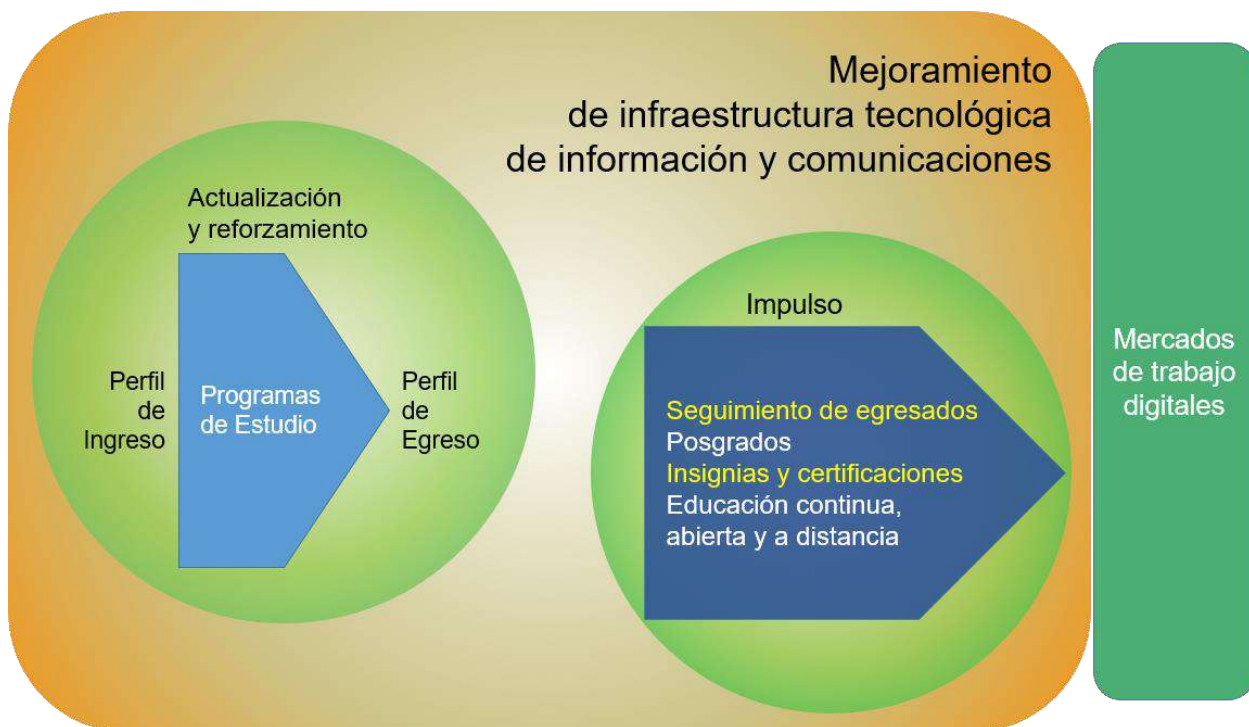 Mejoramiento
de infraestructura tecnológica
de información y comunicaciones
Actualización
y reforzamiento
Perfil
de
Ingreso
Programas
de Estudio
Perfil
de
Egreso
Impulso
Seguimiento de egresados
Posgrados
Insignias y certificaciones
Educación continua,
abierta y a distancia
Mercados
de trabajo
digitales